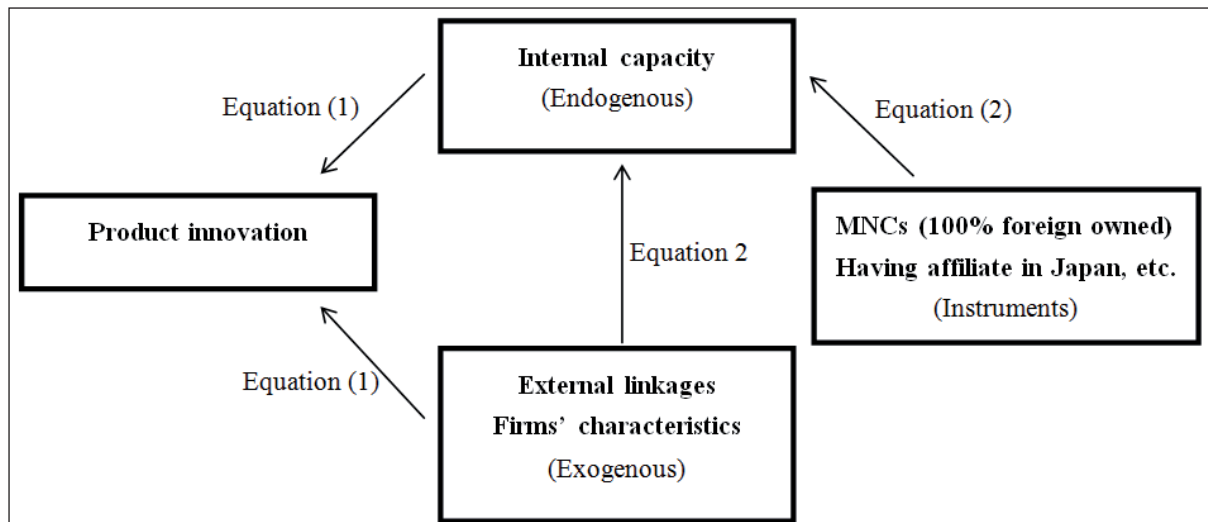 Internal capacity
(Endogenous)
Equation (1)
Equation (2)
Product innovation
MNCs (100% foreign owned)
Having affiliate in Japan, etc.
(Instruments)
Equation 2
Equation (1)
External linkages
Firms’ characteristics
(Exogenous)